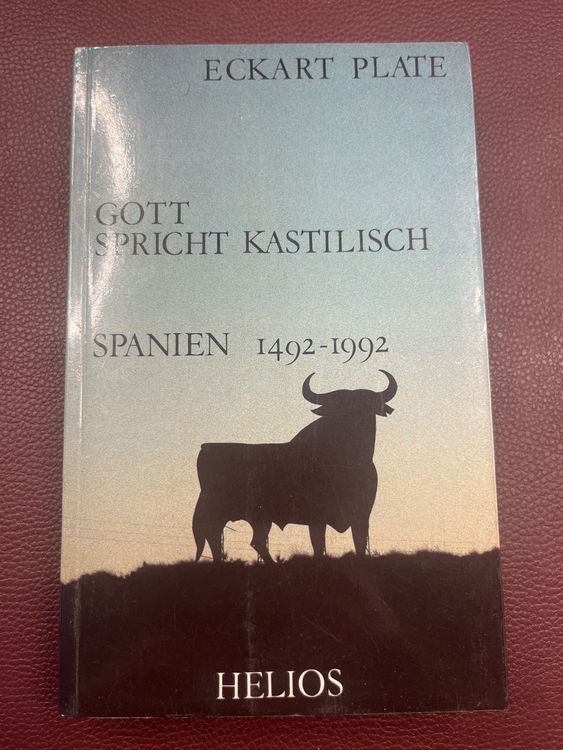 ECKART PLATE
GOTT
SPRICHT KASTILISCH
SPANIEN 1492-1992
HELIOS